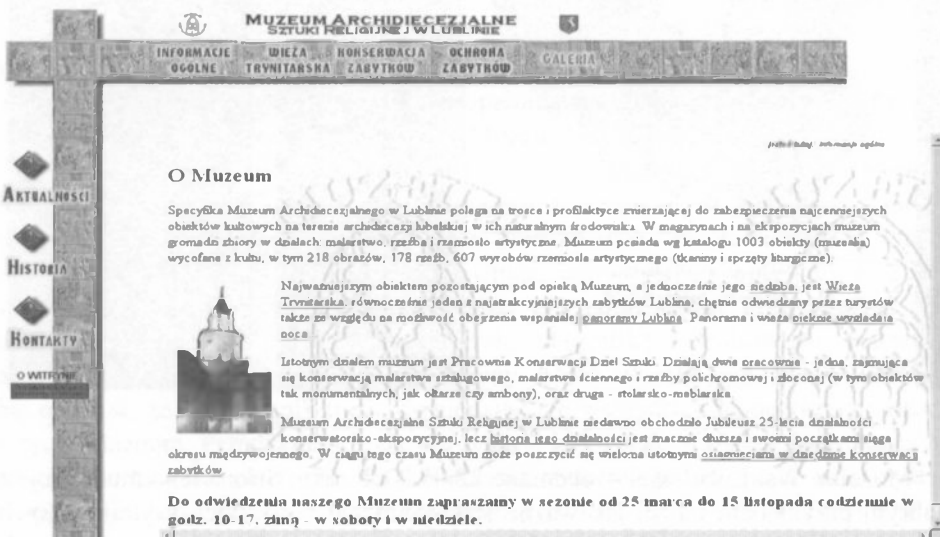 MUZEUM ARCHIDIECEZJALNE
SZTUKI RELIGIJNEJ W LUBLINIE
INFORMACJE OGÓLNE
WIEŻA TRYNITARSKA
KONSERWACJA ZABYTKÓW
OCHRONA ZABYTKÓW
GALERIA
informacje ogólne
AKTUALNOŚCI
HISTORIA
KONTAKTY
O WITRYNIE
O Muzeum
Specyfika Muzeum Archidiecezjalnego w Lublinie polega na trosce i profilaktyce zmierzającej do zabezpieczenia najcenniejszych
obiektów kultowych na terenie archidiecezji lubelskiej w ich naturalnym środowisku. W magazynach i na ekspozycjach muzeum
gromadzi zbiory w działach: malarstwo, rzeźba i rzemiosło artystyczne. Muzeum posiada wg katalogu 1003 obiekty (muzealia)
wycofane z kultu, w tym 218 obrazów, 178 rzeźb, 607 wyrobów rzemiosła artystycznego (tkaniny i sprzęty liturgiczne).
Najważniejszym obiektem pozostającym pod opieką Muzeum, a jednocześnie jego siedzibą, jest Wieża
Trynitarska, równocześnie jeden z najatrakcyjniejszych zabytków Lublina, chętnie odwiedzany przez turystów
także ze względu na możliwość obejrzenia wspaniałej panoramy Lublina. Panorama i wieża pięknie wyglądają
nocą.
Istotnym działem muzeum jest Pracownia Konserwacji Dzieł Sztuki. Działają dwie pracownie - jedna, zajmująca
się konserwacją malarstwa sztalugowego, malarstwa ściennego i rzeźby polichromowej i złoconej (w tym obiektów
tak monumentalnych, jak ołtarze czy ambony), oraz druga - stolarsko-meblarska.
Muzeum Archidiecezjalne Sztuki Religijnej w Lublinie niedawno obchodziło Jubileusz 25-lecia działalności
konserwatorsko-ekspozycyjnej, lecz historia jego działalności jest znacznie dłuższa i swoimi początkami sięga
okresu międzywojennego. W ciągu tego czasu Muzeum może poszczycić się wieloma istotnymi osiągnięciami w dziedzinie konserwacji
zabytków.
Do odwiedzenia naszego Muzeum zapraszamy w sezonie od 25 marca do 15 listopada codziennie w
godz. 10-17, zimą - w soboty i w niedziele.